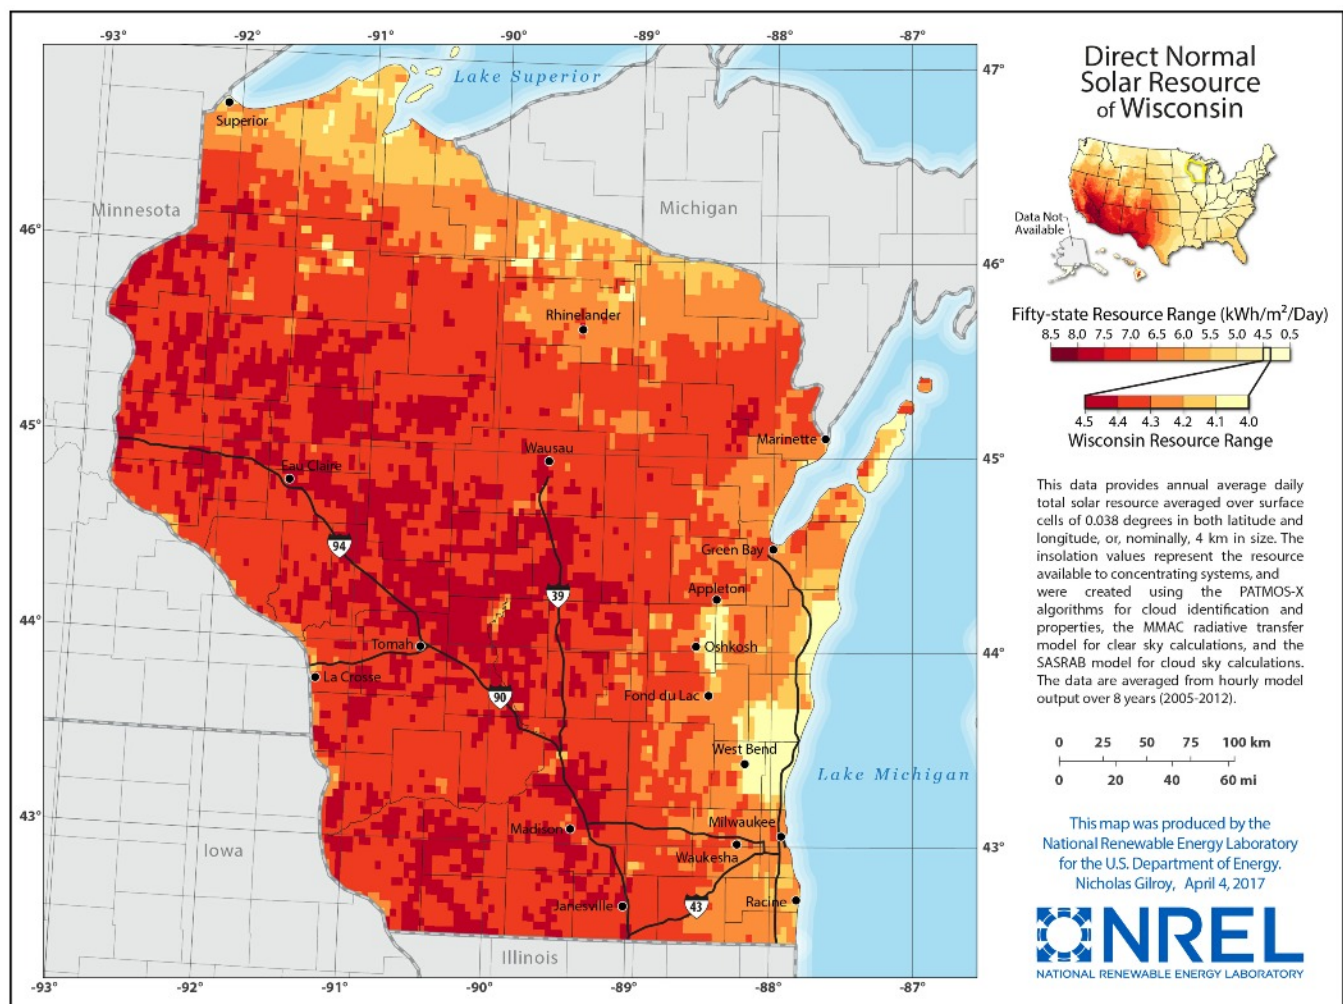 -93°
-92°
-91°
-90°
-89°
-88°
-87°
47°
46°
45°
44°
43°
46°
45°
44°
43°
-93°
-92°
-91°
-90°
-89°
-88°
-87°
Lake Superior
Superior
Minnesota
Michigan
Rhinelander
Marinette
Wausau
Eau Claire
94
Green Bay
39
Appleton
Tomah
Oshkosh
La Crosse
90
Fond du Lac
West Bend
Lake Michigan
Madison
Milwaukee
Waukesha
Iowa
Janesville
43
Racine
Illinois
Direct Normal
Solar Resource
of Wisconsin
Data Not
Available
Fifty-state Resource Range (kWh/m²/Day)
8.5 8.0 7.5 7.0 6.5 6.0 5.5 5.0 4.5 0.5
4.5 4.4 4.3 4.2 4.1 4.0
Wisconsin Resource Range
This data provides annual average daily
total solar resource averaged over surface
cells of 0.038 degrees in both latitude and
longitude, or, nominally, 4 km in size. The
insolation values represent the resource
available to concentrating systems, and
were created using the PATMOS-X
algorithms for cloud identification and
properties, the MMAC radiative transfer
model for clear sky calculations, and the
SASRAB model for cloud sky calculations.
The data are averaged from hourly model
output over 8 years (2005-2012).
0 25 50 75 100 km
0 20 40 60 mi
This map was produced by the
National Renewable Energy Laboratory
for the U.S. Department of Energy.
Nicholas Gilroy, April 4, 2017
NREL
NATIONAL RENEWABLE ENERGY LABORATORY